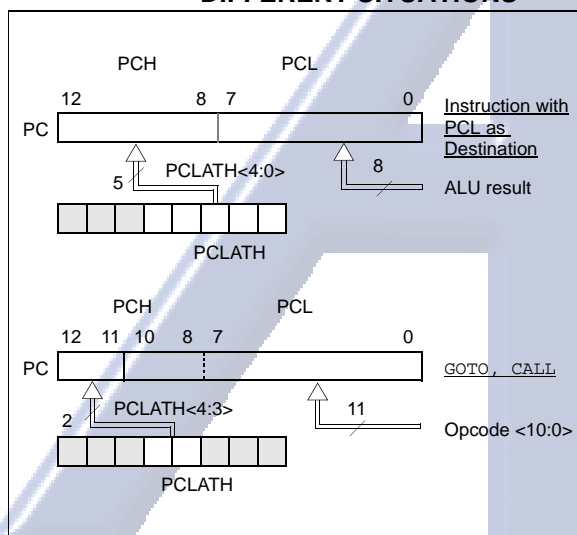 DIFFERENT SITUATIONS
PCH PCL
12 8 7 0
Instruction with
PCL as
Destination
PC
5 PCLATH<4:0>
8
ALU result
PCLATH
PCH PCL
12 11 10 8 7 0
PC
GOTO, CALL
2 PCLATH<4:3>
11
Opcode <10:0>
PCLATH